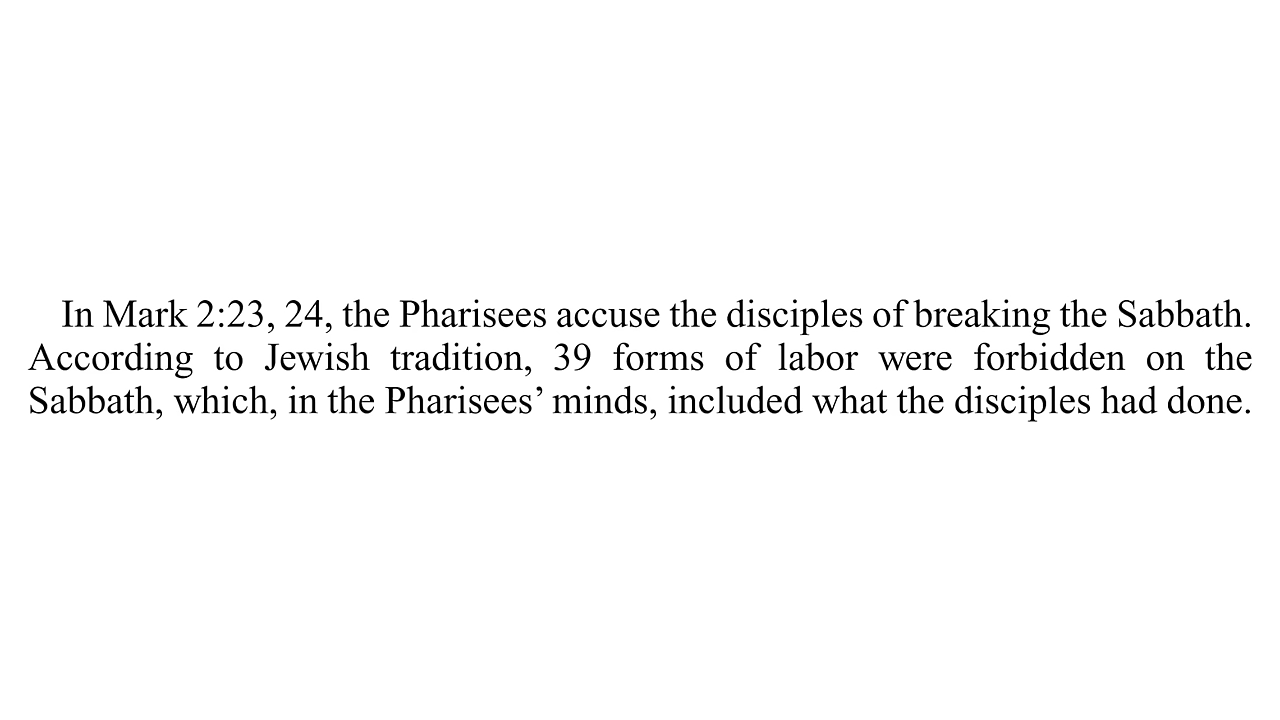 In Mark 2:23, 24, the Pharisees accuse the disciples of breaking the Sabbath.
According to Jewish tradition, 39 forms of labor were forbidden on the
Sabbath, which, in the Pharisees’ minds, included what the disciples had done.